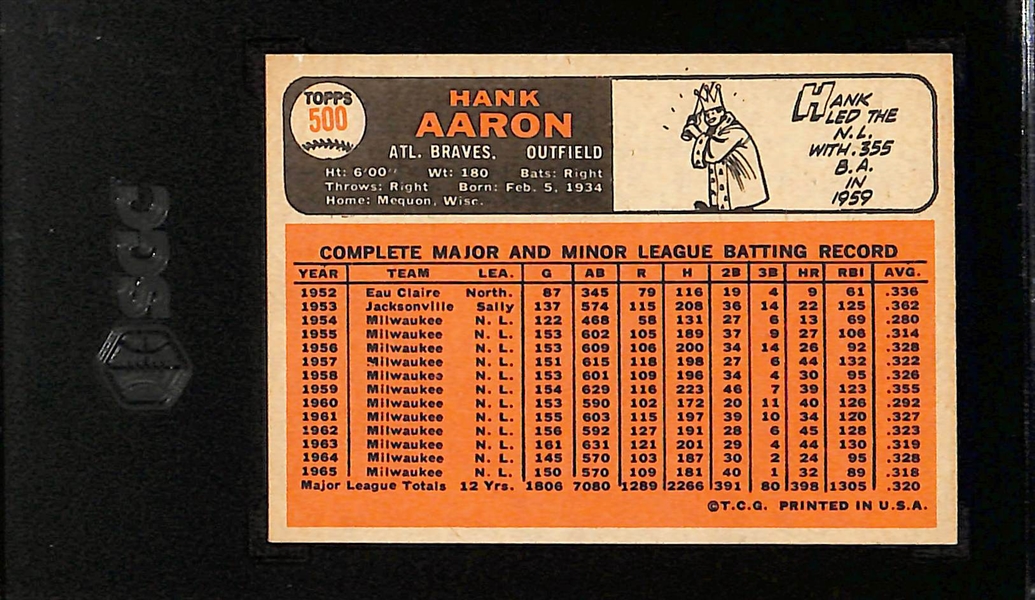 TOPPS
500
HANK
AARON
ATL. BRAVES, OUTFIELD
Ht: 6'00" Wt: 180 Bats: Right
Throws: Right Born: Feb. 5, 1934
Home: Mequon, Wisc.
HANK
LED THE
N.L.
WITH .355
B.A.
IN
1959
COMPLETE MAJOR AND MINOR LEAGUE BATTING RECORD
YEAR TEAM LEA. G AB R H 2B 3B HR RBI AVG.
1952 Eau Claire North. 87 345 79 116 19 4 9 61 .336
1953 Jacksonville Sally 137 574 115 208 36 14 22 125 .362
1954 Milwaukee N. L. 122 468 58 131 27 6 13 69 .280
1955 Milwaukee N. L. 153 602 105 189 37 9 27 106 .314
1956 Milwaukee N. L. 153 609 106 200 34 14 26 92 .328
1957 Milwaukee N. L. 151 615 118 198 27 6 44 132 .322
1958 Milwaukee N. L. 153 601 109 196 34 4 30 95 .326
1959 Milwaukee N. L. 154 629 116 223 46 7 39 123 .355
1960 Milwaukee N. L. 153 590 102 172 20 11 40 126 .292
1961 Milwaukee N. L. 155 603 115 197 39 10 34 120 .327
1962 Milwaukee N. L. 156 592 127 191 28 6 45 128 .323
1963 Milwaukee N. L. 161 631 121 201 29 4 44 130 .319
1964 Milwaukee N. L. 145 570 103 187 30 2 24 95 .328
1965 Milwaukee N. L. 150 570 109 181 40 1 32 89 .318
Major League Totals 12 Yrs. 1806 7080 1289 2266 391 80 398 1305 .320
©T.C.G. PRINTED IN U.S.A.
SGC